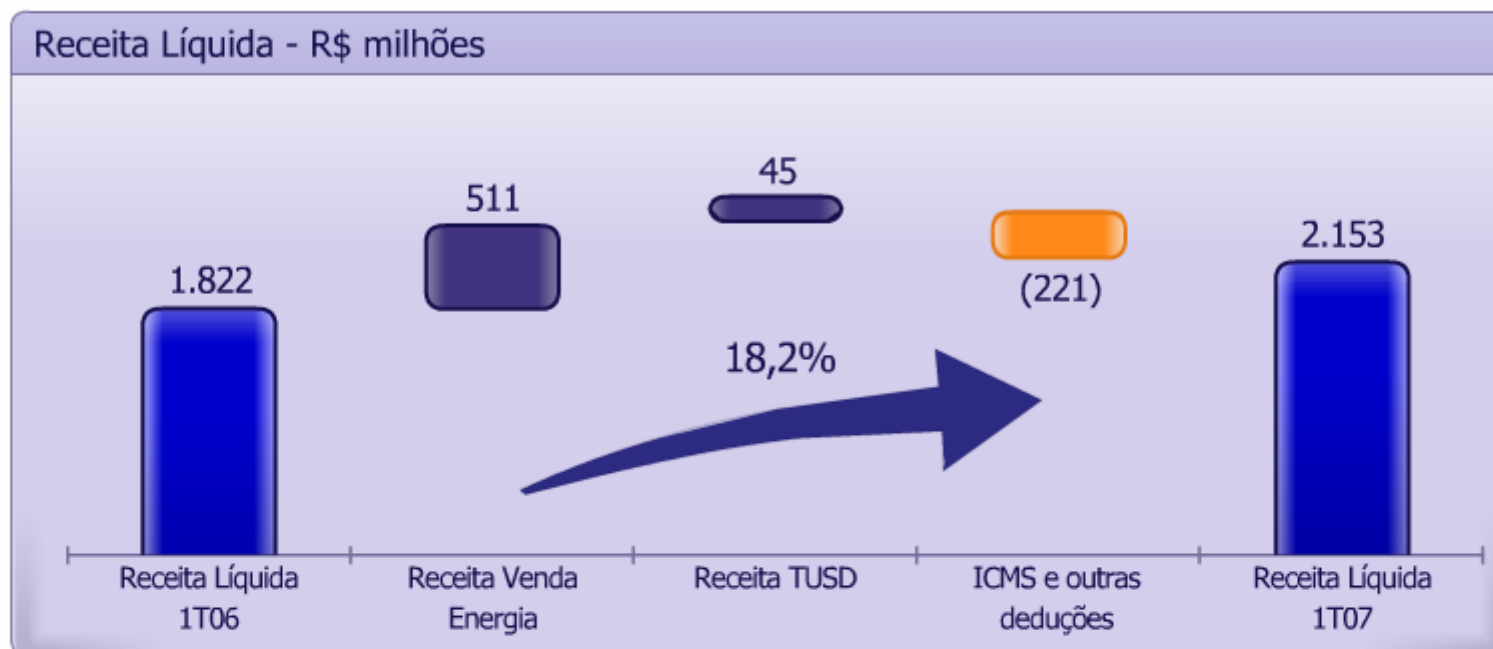 Receita Líquida - R$ milhões
45
511
2.153
1.822
(221)
18,2%
Receita Líquida
1T06
Receita Venda
Energia
Receita TUSD
ICMS e outras
deduções
Receita Líquida
1T07